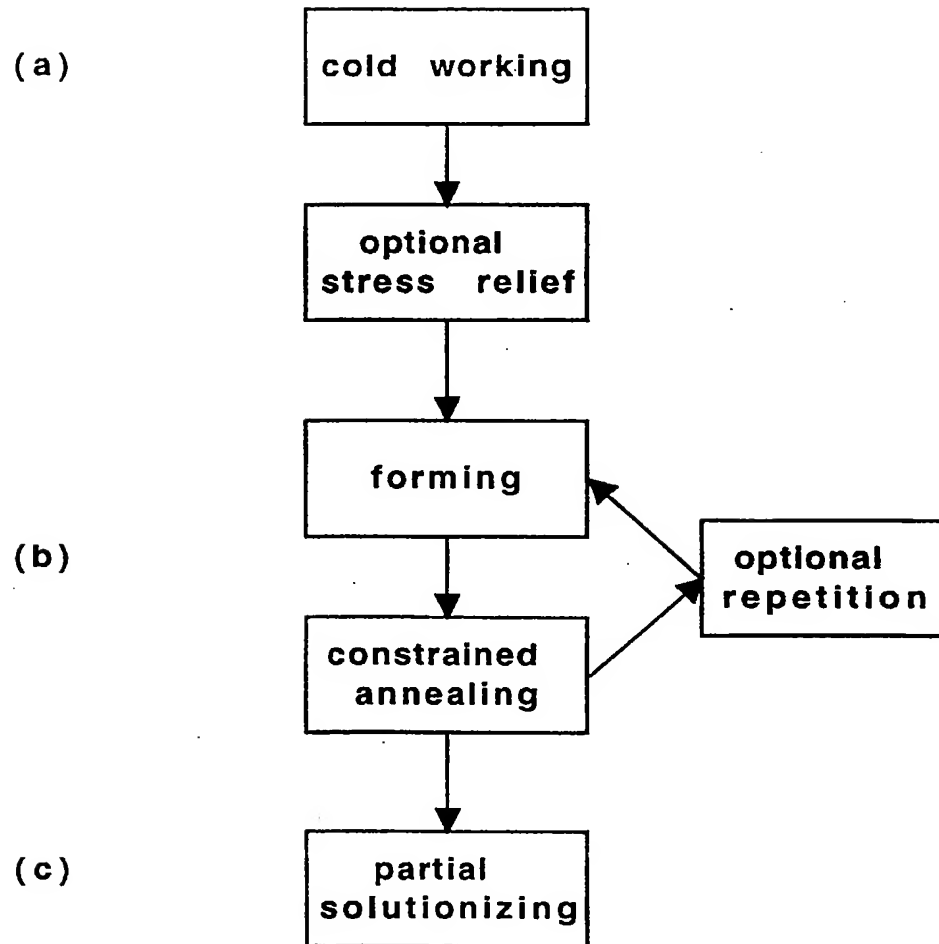 (a)
cold working
optional
stress relief
forming
(b)
optional
repetition
constrained
annealing
(c)
partial
solutionizing